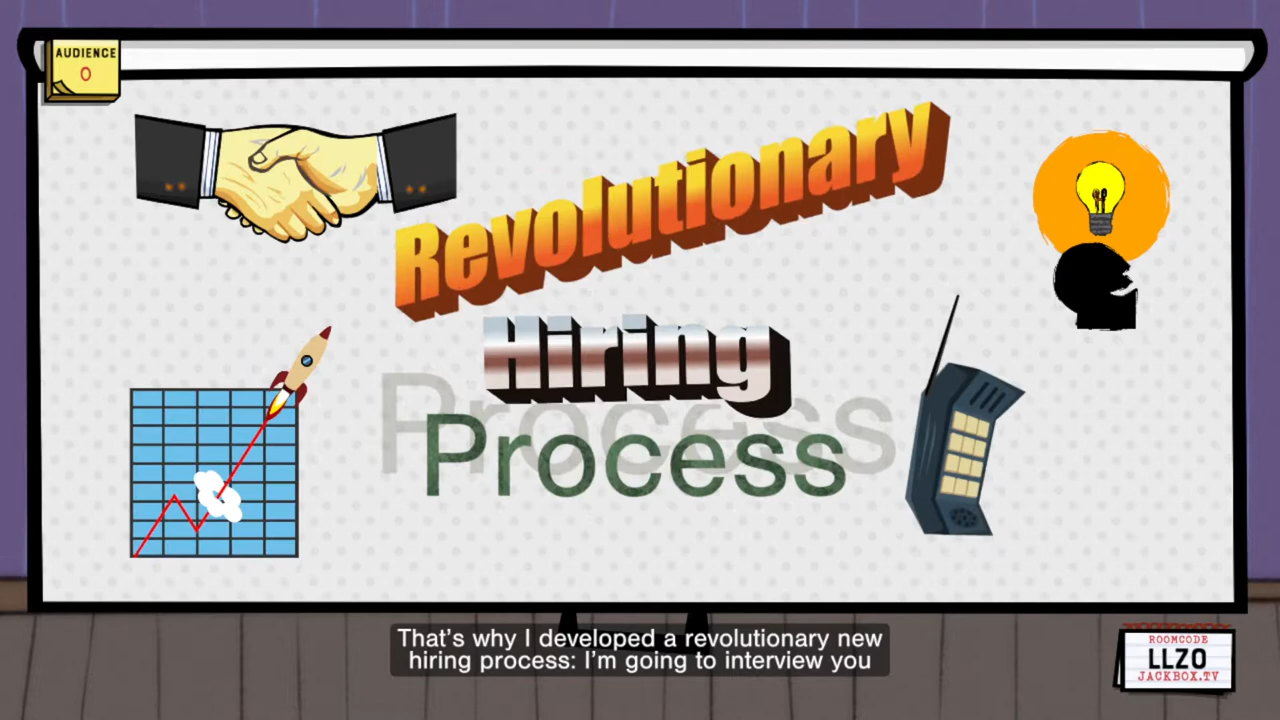 AUDIENCE
0
Revolutionary
Hiring
Process
That's why I developed a revolutionary new
hiring process: I'm going to interview you
ROOMCODE
LLZO
JACKBOX.TV